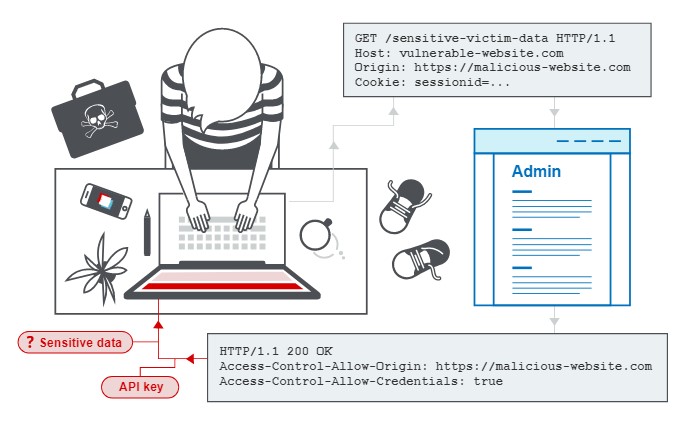 GET /sensitive-victim-data HTTP/1.1
Host: vulnerable-website.com
Origin: https://malicious-website.com
Cookie: sessionid=...
Admin
HTTP/1.1 200 OK
Access-Control-Allow-Origin: https://malicious-website.com
Access-Control-Allow-Credentials: true
? Sensitive data
API key